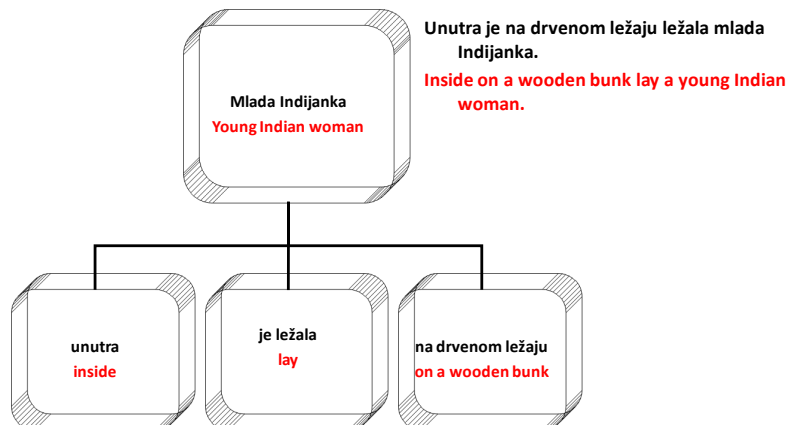 Unutra je na drvenom ležaju ležala mlada
Indijanka.
Inside on a wooden bunk lay a young Indian
woman.
Mlada Indijanka
Young Indian woman
unutra
inside
je ležala
lay
na drvenom ležaju
on a wooden bunk